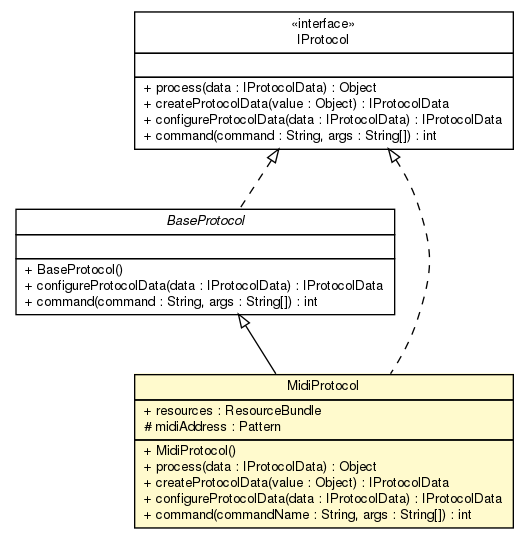 «interface»
IProtocol
+ process(data : IProtocolData) : Object
+ createProtocolData(value : Object) : IProtocolData
+ configureProtocolData(data : IProtocolData) : IProtocolData
+ command(command : String, args : String[]) : int
BaseProtocol
+ BaseProtocol()
+ configureProtocolData(data : IProtocolData) : IProtocolData
+ command(command : String, args : String[]) : int
MidiProtocol
+ resources : ResourceBundle
# midiAddress : Pattern
+ MidiProtocol()
+ process(data : IProtocolData) : Object
+ createProtocolData(value : Object) : IProtocolData
+ configureProtocolData(data : IProtocolData) : IProtocolData
+ command(commandName : String, args : String[]) : int